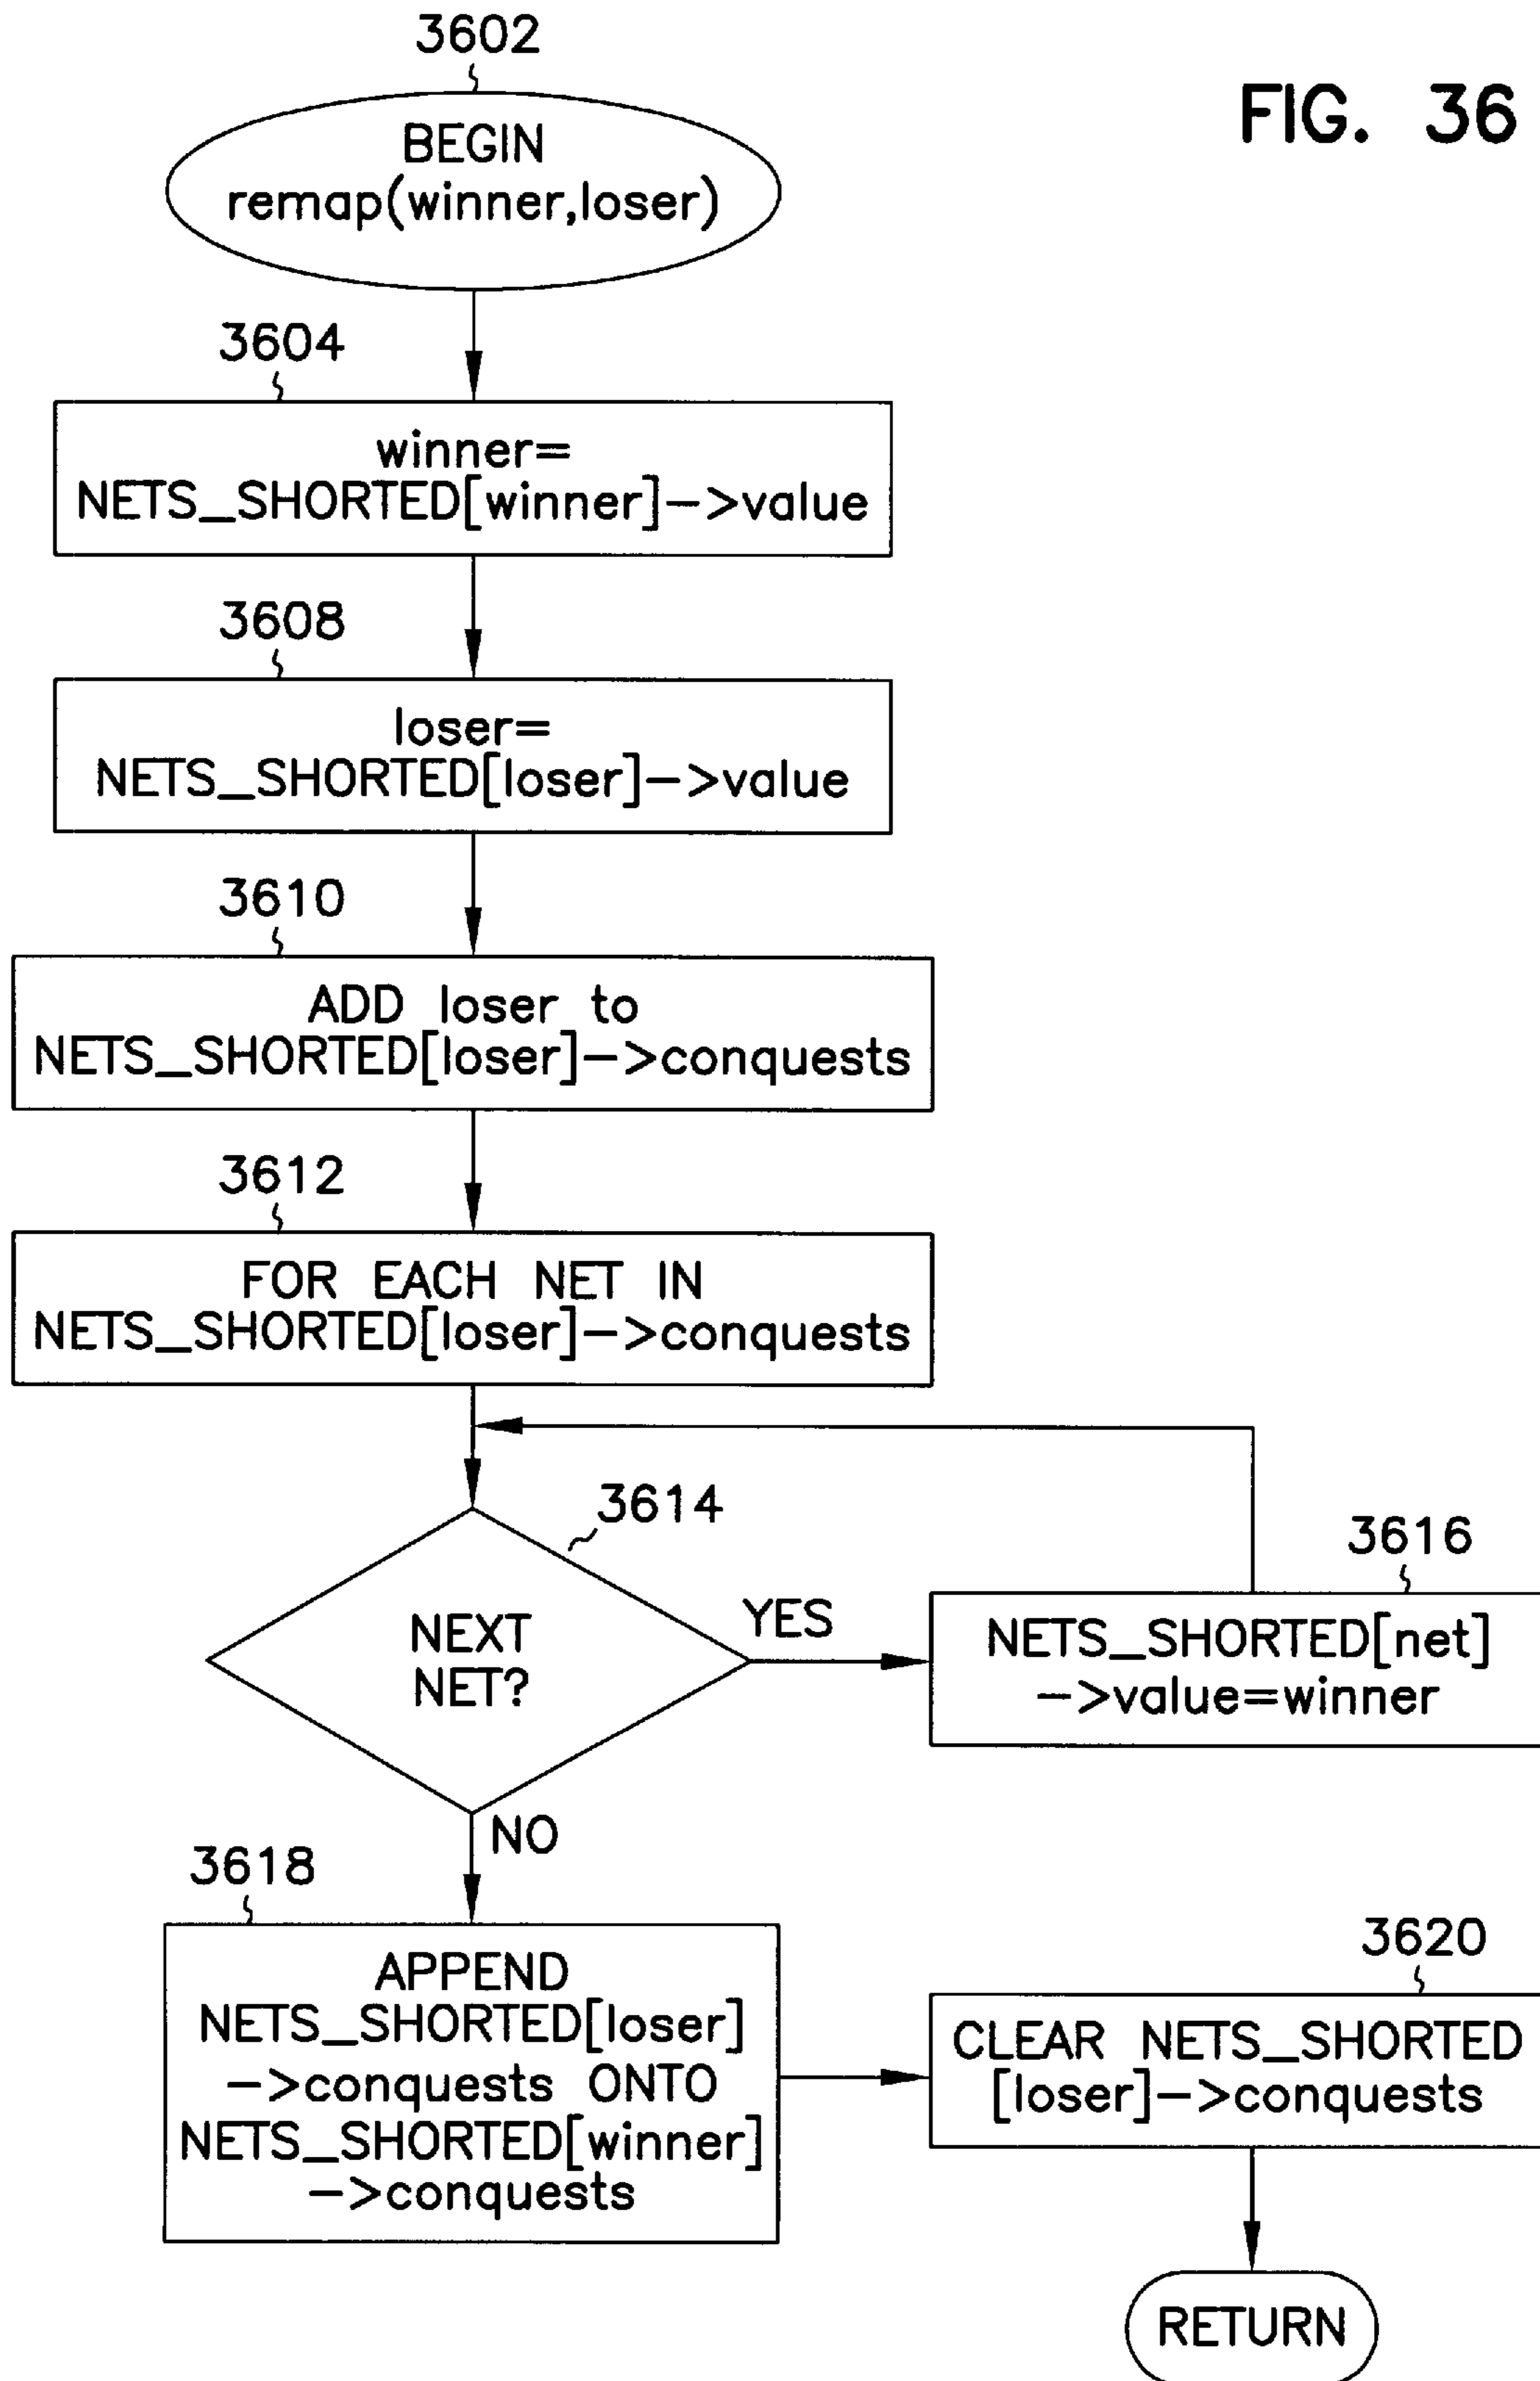 FIG. 36
3602
BEGIN
remap(winner,loser)
3604
winner=
NETS_SHORTED[winner]->value
3608
loser=
NETS_SHORTED[loser]->value
3610
ADD loser to
NETS_SHORTED[loser]->conquests
3612
FOR EACH NET IN
NETS_SHORTED[loser]->conquests
3614
NEXT
NET?
YES
3616
NETS_SHORTED[net]
->value=winner
NO
3618
APPEND
NETS_SHORTED[loser]
->conquests ONTO
NETS_SHORTED[winner]
->conquests
3620
CLEAR NETS_SHORTED
[loser]->conquests
RETURN